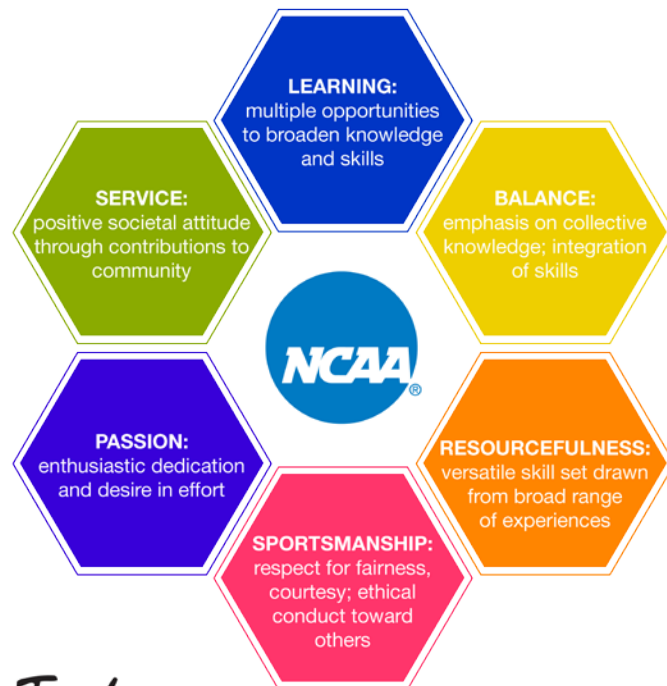 LEARNING:
multiple opportunities
to broaden knowledge
and skills
BALANCE:
emphasis on collective
knowledge; integration
of skills
RESOURCEFULNESS:
versatile skill set drawn
from broad range
of experiences
SPORTSMANSHIP:
respect for fairness,
courtesy; ethical
conduct toward
others
PASSION:
enthusiastic dedication
and desire in effort
SERVICE:
positive societal attitude
through contributions to
community
NCAA®